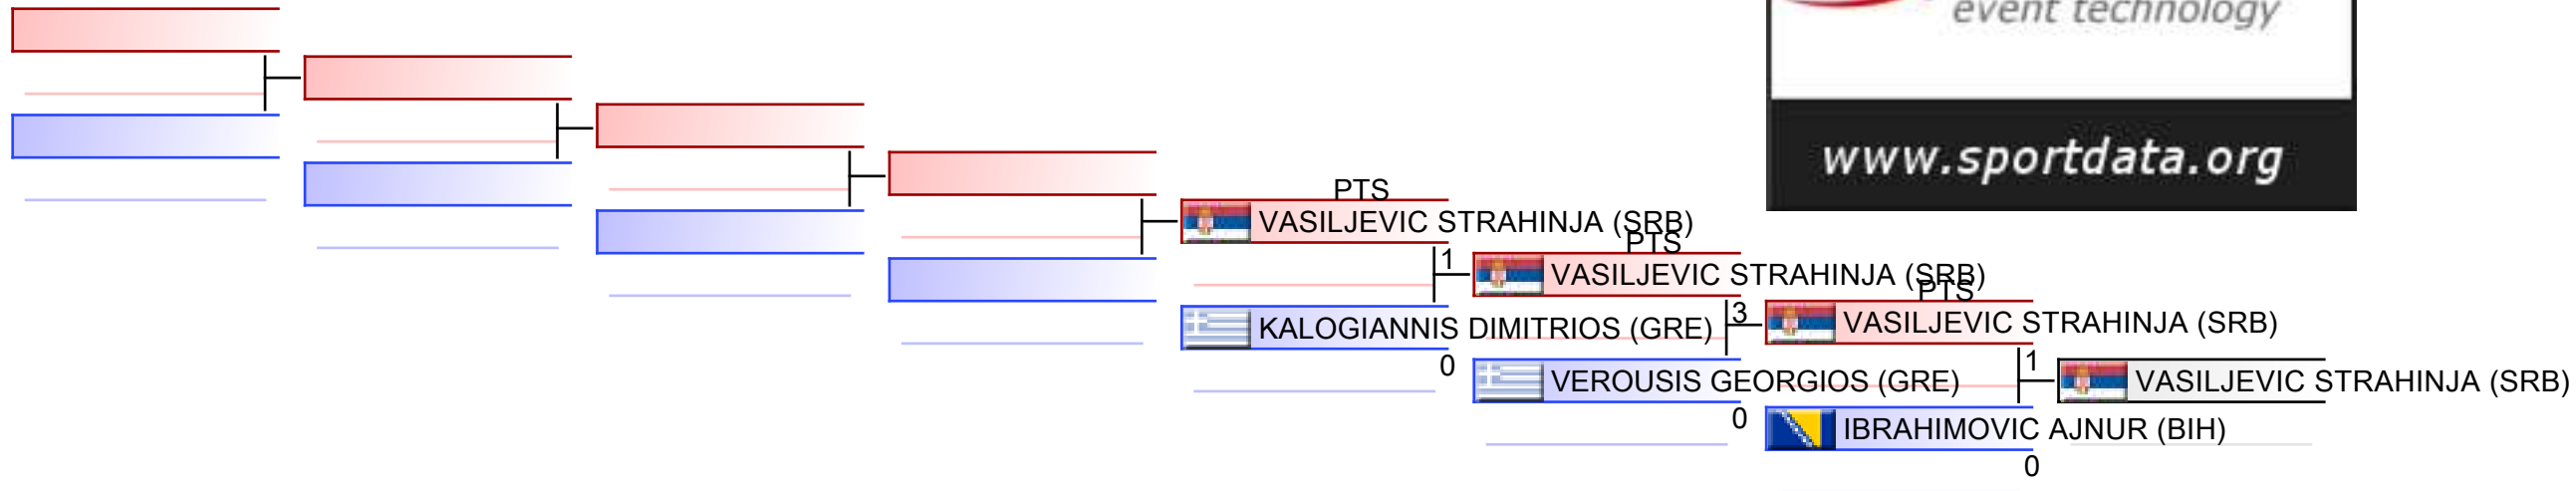 event technology
www.sportdata.org
PTS
VASILJEVIC STRAHINJA (SRB)
1
KALOGIANNIS DIMITRIOS (GRE)
0
PTS
VASILJEVIC STRAHINJA (SRB)
3
VEROUSIS GEORGIOS (GRE)
0
PTS
VASILJEVIC STRAHINJA (SRB)
1
IBRAHIMOVIC AJNUR (BIH)
0
VASILJEVIC STRAHINJA (SRB)